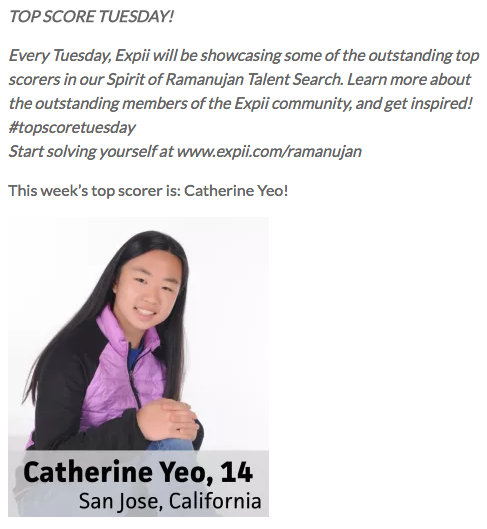 TOP SCORE TUESDAY!
Every Tuesday, Expii will be showcasing some of the outstanding top
scorers in our Spirit of Ramanujan Talent Search. Learn more about
the outstanding members of the Expii community, and get inspired!
#topscoretuesday
Start solving yourself at www.expii.com/ramanujan
This week's top scorer is: Catherine Yeo!
Catherine Yeo, 14
San Jose, California